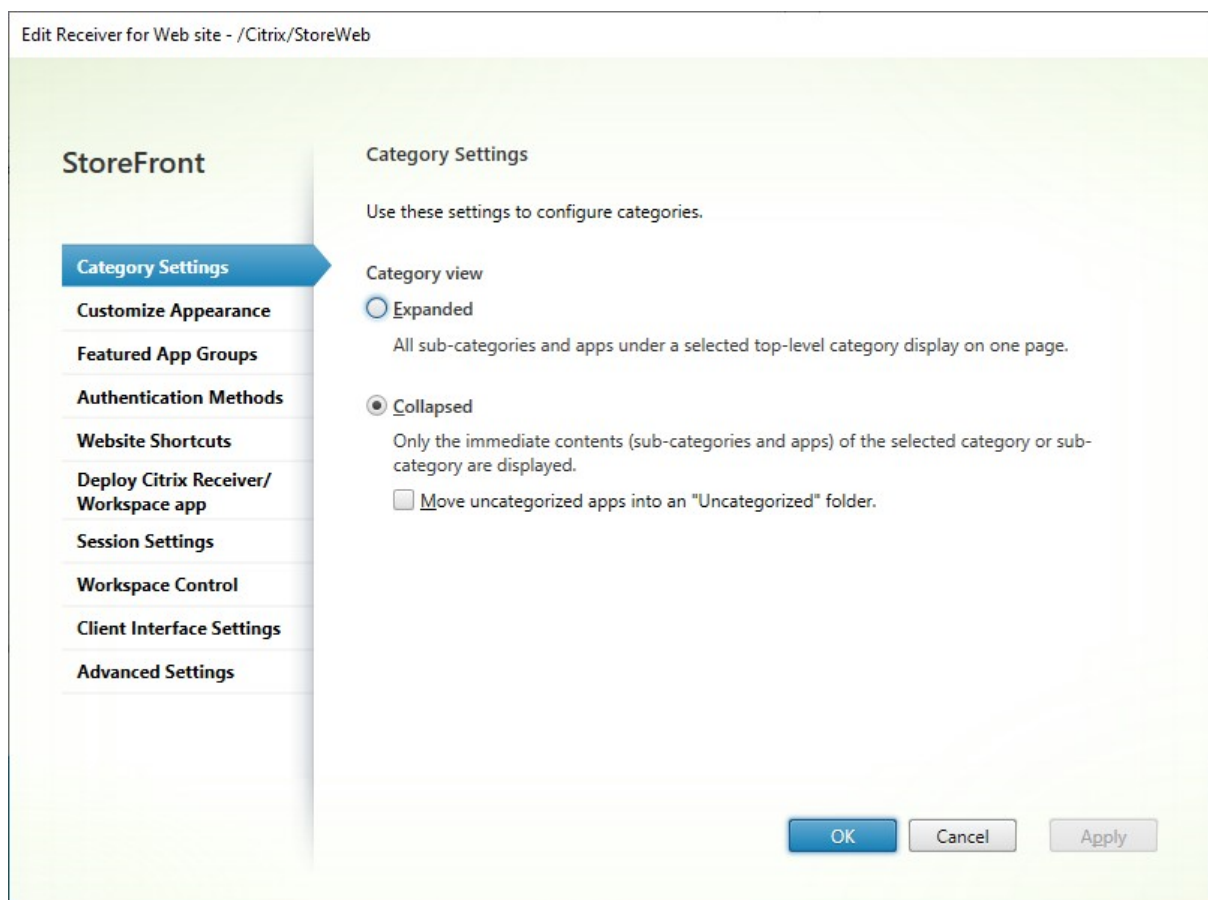 Edit Receiver for Web site - /Citrix/StoreWeb
StoreFront
Category Settings
Customize Appearance
Featured App Groups
Authentication Methods
Website Shortcuts
Deploy Citrix Receiver/
Workspace app
Session Settings
Workspace Control
Client Interface Settings
Advanced Settings
Category Settings
Use these settings to configure categories.
Category view
Expanded
All sub-categories and apps under a selected top-level category display on one page.
Collapsed
Only the immediate contents (sub-categories and apps) of the selected category or sub-
category are displayed.
Move uncategorized apps into an "Uncategorized" folder.
OK
Cancel
Apply